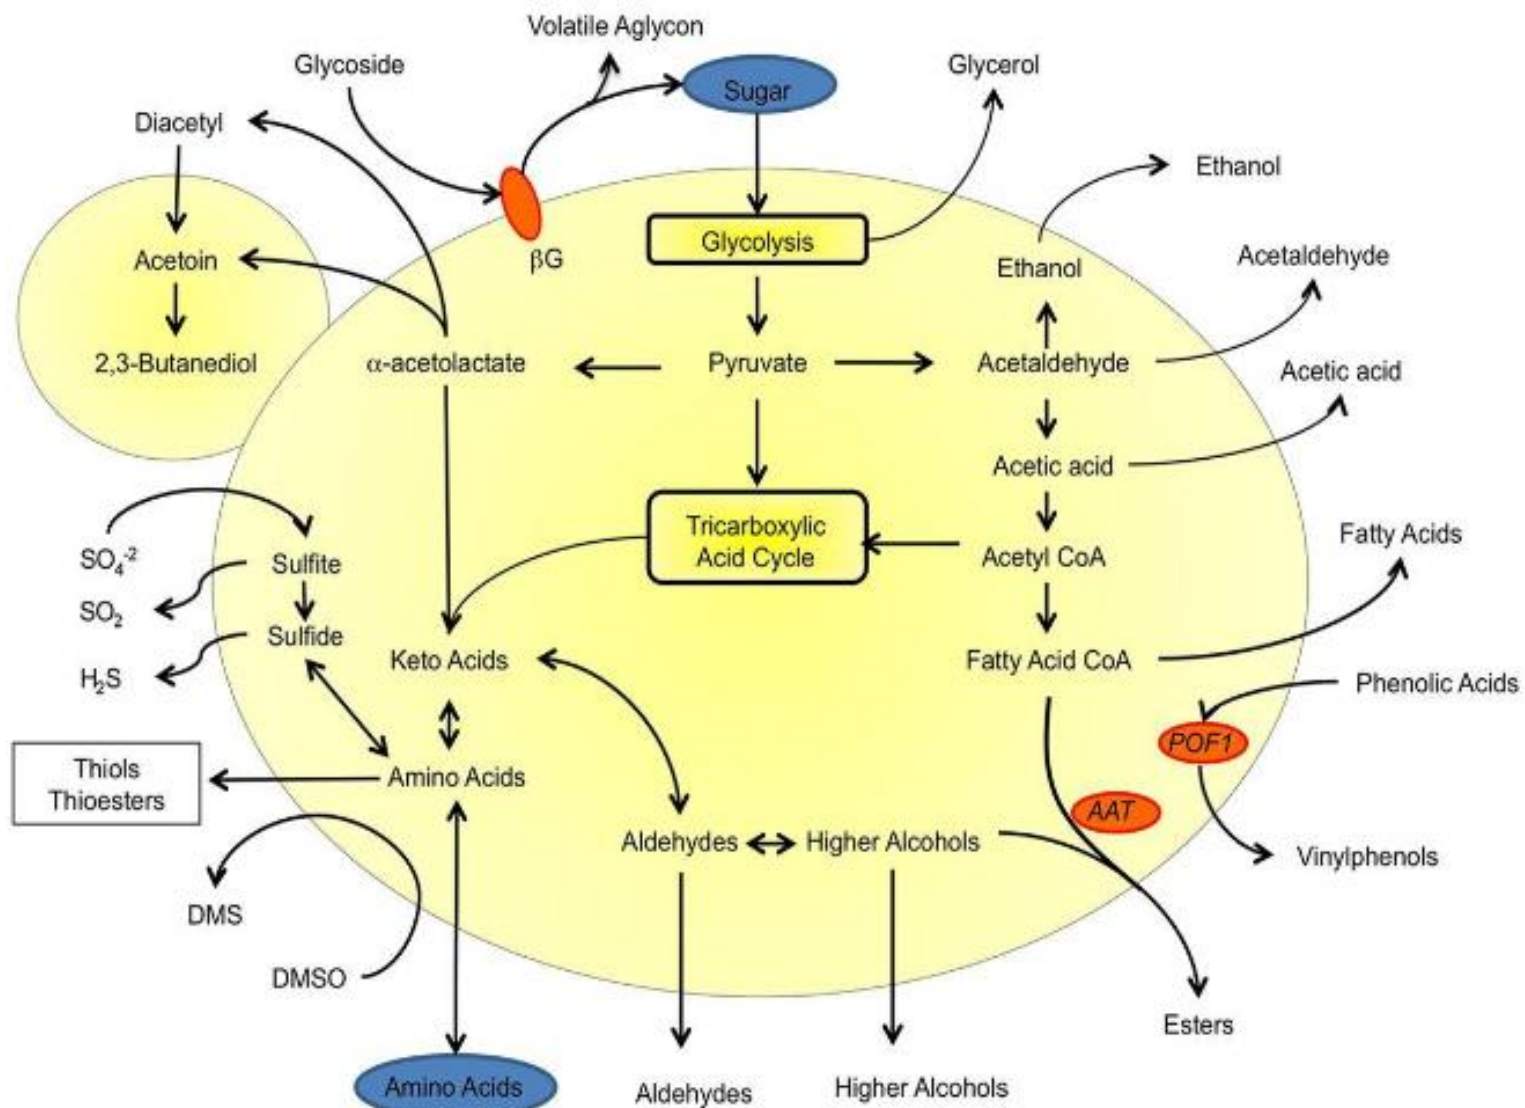 Volatile Aglycon
Glycoside
Sugar
Glycerol
Diacetyl
Ethanol
Glycolysis
Acetoin
βG
Ethanol
Acetaldehyde
2,3-Butanediol
α-acetolactate
Pyruvate
Acetaldehyde
Acetic acid
Acetic acid
Tricarboxylic
Acid Cycle
SO₄⁻²
Sulfite
Acetyl CoA
Fatty Acids
SO₂
Sulfide
H₂S
Keto Acids
Fatty Acid CoA
Phenolic Acids
POF1
Thiols
Thioesters
Amino Acids
AAT
Aldehydes
Higher Alcohols
Vinylphenols
DMS
DMSO
Esters
Amino Acids
Aldehydes
Higher Alcohols